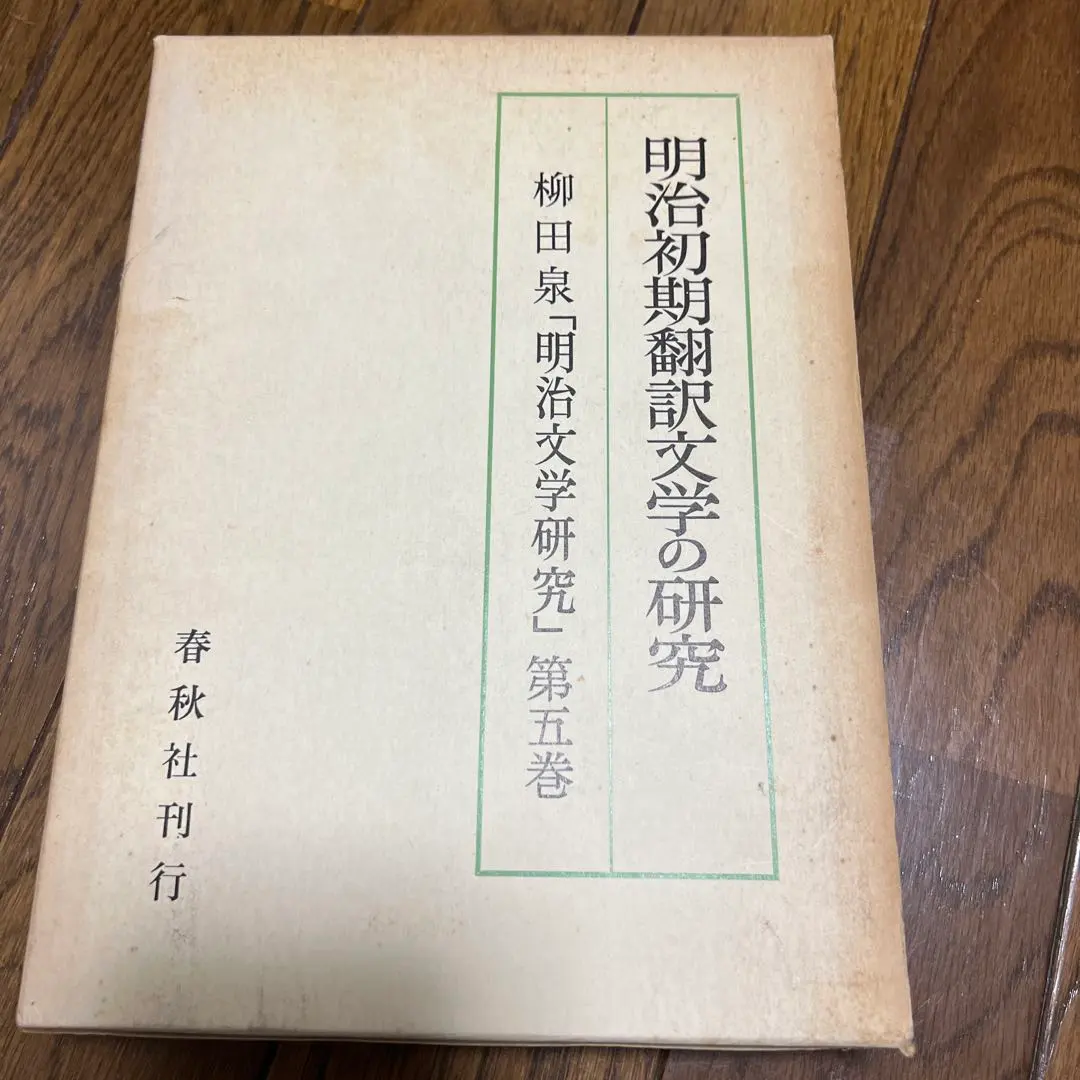 明治初期翻訳文学の研究
柳田泉「明治文学研究」第五巻
春秋社刊行